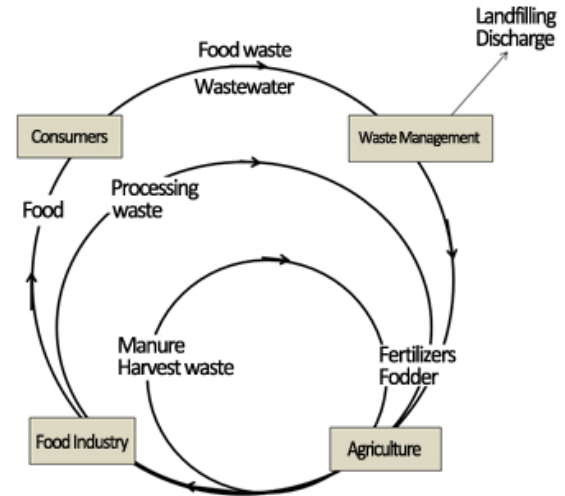 Landfilling
Discharge
Food waste
Wastewater
Consumers
Waste Management
Processing
waste
Food
Manure
Harvest waste
Fertilizers
Fodder
Food Industry
Agriculture